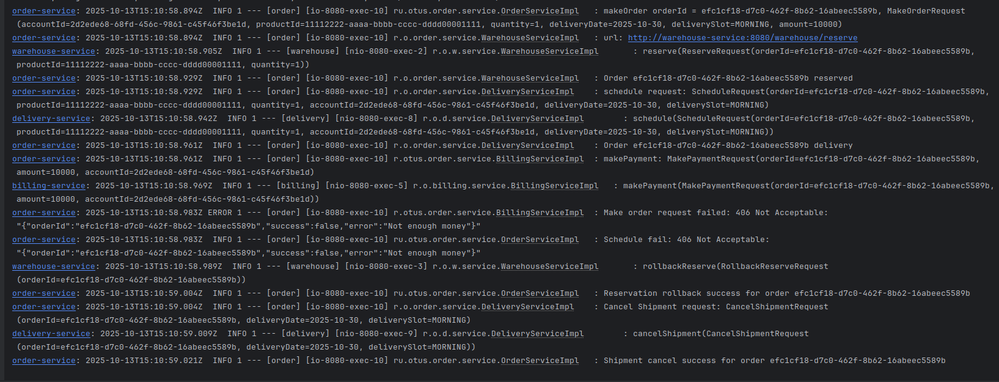 order-service: 2025-10-13T15:10:58.894Z  INFO 1 --- [order] [io-8080-exec-10] ru.otus.order.service.OrderServiceImpl   : makeOrder orderId = efc1cf18-d7c0-462f-8b62-16abeec5589b, MakeOrderRequest
(accountId=2d2ede68-68fd-456c-9861-c45f46f3be1d, productId=11112222-aaaa-bbbb-cccc-dddd00001111, quantity=1, deliveryDate=2025-10-30, deliverySlot=MORNING, amount=10000)
order-service: 2025-10-13T15:10:58.894Z  INFO 1 --- [order] [io-8080-exec-10] r.o.order.service.WarehouseServiceImpl   : url: http://warehouse-service:8080/warehouse/reserve
warehouse-service: 2025-10-13T15:10:58.905Z  INFO 1 --- [warehouse] [nio-8080-exec-2] r.o.w.service.WarehouseServiceImpl       : reserve(ReserveRequest(orderId=efc1cf18-d7c0-462f-8b62-16abeec5589b,
productId=11112222-aaaa-bbbb-cccc-dddd00001111, quantity=1))
order-service: 2025-10-13T15:10:58.929Z  INFO 1 --- [order] [io-8080-exec-10] r.o.order.service.WarehouseServiceImpl   : Order efc1cf18-d7c0-462f-8b62-16abeec5589b reserved
order-service: 2025-10-13T15:10:58.929Z  INFO 1 --- [order] [io-8080-exec-10] r.o.order.service.DeliveryServiceImpl    : schedule request: ScheduleRequest(orderId=efc1cf18-d7c0-462f-8b62-16abeec5589b,
productId=11112222-aaaa-bbbb-cccc-dddd00001111, quantity=1, accountId=2d2ede68-68fd-456c-9861-c45f46f3be1d, deliveryDate=2025-10-30, deliverySlot=MORNING)
delivery-service: 2025-10-13T15:10:58.942Z  INFO 1 --- [delivery] [nio-8080-exec-8] r.o.d.service.DeliveryServiceImpl        : schedule(ScheduleRequest(orderId=efc1cf18-d7c0-462f-8b62-16abeec5589b,
productId=11112222-aaaa-bbbb-cccc-dddd00001111, quantity=1, accountId=2d2ede68-68fd-456c-9861-c45f46f3be1d, deliveryDate=2025-10-30, deliverySlot=MORNING))
order-service: 2025-10-13T15:10:58.961Z  INFO 1 --- [order] [io-8080-exec-10] r.o.order.service.DeliveryServiceImpl    : Order efc1cf18-d7c0-462f-8b62-16abeec5589b delivery
order-service: 2025-10-13T15:10:58.961Z  INFO 1 --- [order] [io-8080-exec-10] r.otus.order.service.BillingServiceImpl  : makePayment: MakePaymentRequest(orderId=efc1cf18-d7c0-462f-8b62-16abeec5589b,
amount=10000, accountId=2d2ede68-68fd-456c-9861-c45f46f3be1d)
billing-service: 2025-10-13T15:10:58.969Z  INFO 1 --- [billing] [nio-8080-exec-5] r.o.billing.service.BillingServiceImpl   : makePayment(MakePaymentRequest(orderId=efc1cf18-d7c0-462f-8b62-16abeec5589b,
amount=10000, accountId=2d2ede68-68fd-456c-9861-c45f46f3be1d))
order-service: 2025-10-13T15:10:58.983Z ERROR 1 --- [order] [io-8080-exec-10] r.otus.order.service.BillingServiceImpl  : Make order request failed: 406 Not Acceptable:
"{"orderId":"efc1cf18-d7c0-462f-8b62-16abeec5589b","success":false,"error":"Not enough money"}"
order-service: 2025-10-13T15:10:58.983Z  INFO 1 --- [order] [io-8080-exec-10] ru.otus.order.service.OrderServiceImpl   : Schedule fail: 406 Not Acceptable:
"{"orderId":"efc1cf18-d7c0-462f-8b62-16abeec5589b","success":false,"error":"Not enough money"}"
warehouse-service: 2025-10-13T15:10:58.989Z  INFO 1 --- [warehouse] [nio-8080-exec-3] r.o.w.service.WarehouseServiceImpl       : rollbackReserve(RollbackReserveRequest
(orderId=efc1cf18-d7c0-462f-8b62-16abeec5589b))
order-service: 2025-10-13T15:10:59.004Z  INFO 1 --- [order] [io-8080-exec-10] ru.otus.order.service.OrderServiceImpl   : Reservation rollback success for order efc1cf18-d7c0-462f-8b62-16abeec5589b
order-service: 2025-10-13T15:10:59.004Z  INFO 1 --- [order] [io-8080-exec-10] r.o.order.service.DeliveryServiceImpl    : Cancel Shipment request: CancelShipmentRequest
(orderId=efc1cf18-d7c0-462f-8b62-16abeec5589b, deliveryDate=2025-10-30, deliverySlot=MORNING)
delivery-service: 2025-10-13T15:10:59.009Z  INFO 1 --- [delivery] [nio-8080-exec-9] r.o.d.service.DeliveryServiceImpl        : cancelShipment(CancelShipmentRequest
(orderId=efc1cf18-d7c0-462f-8b62-16abeec5589b, deliveryDate=2025-10-30, deliverySlot=MORNING))
order-service: 2025-10-13T15:10:59.021Z  INFO 1 --- [order] [io-8080-exec-10] ru.otus.order.service.OrderServiceImpl   : Shipment cancel success for order efc1cf18-d7c0-462f-8b62-16abeec5589b